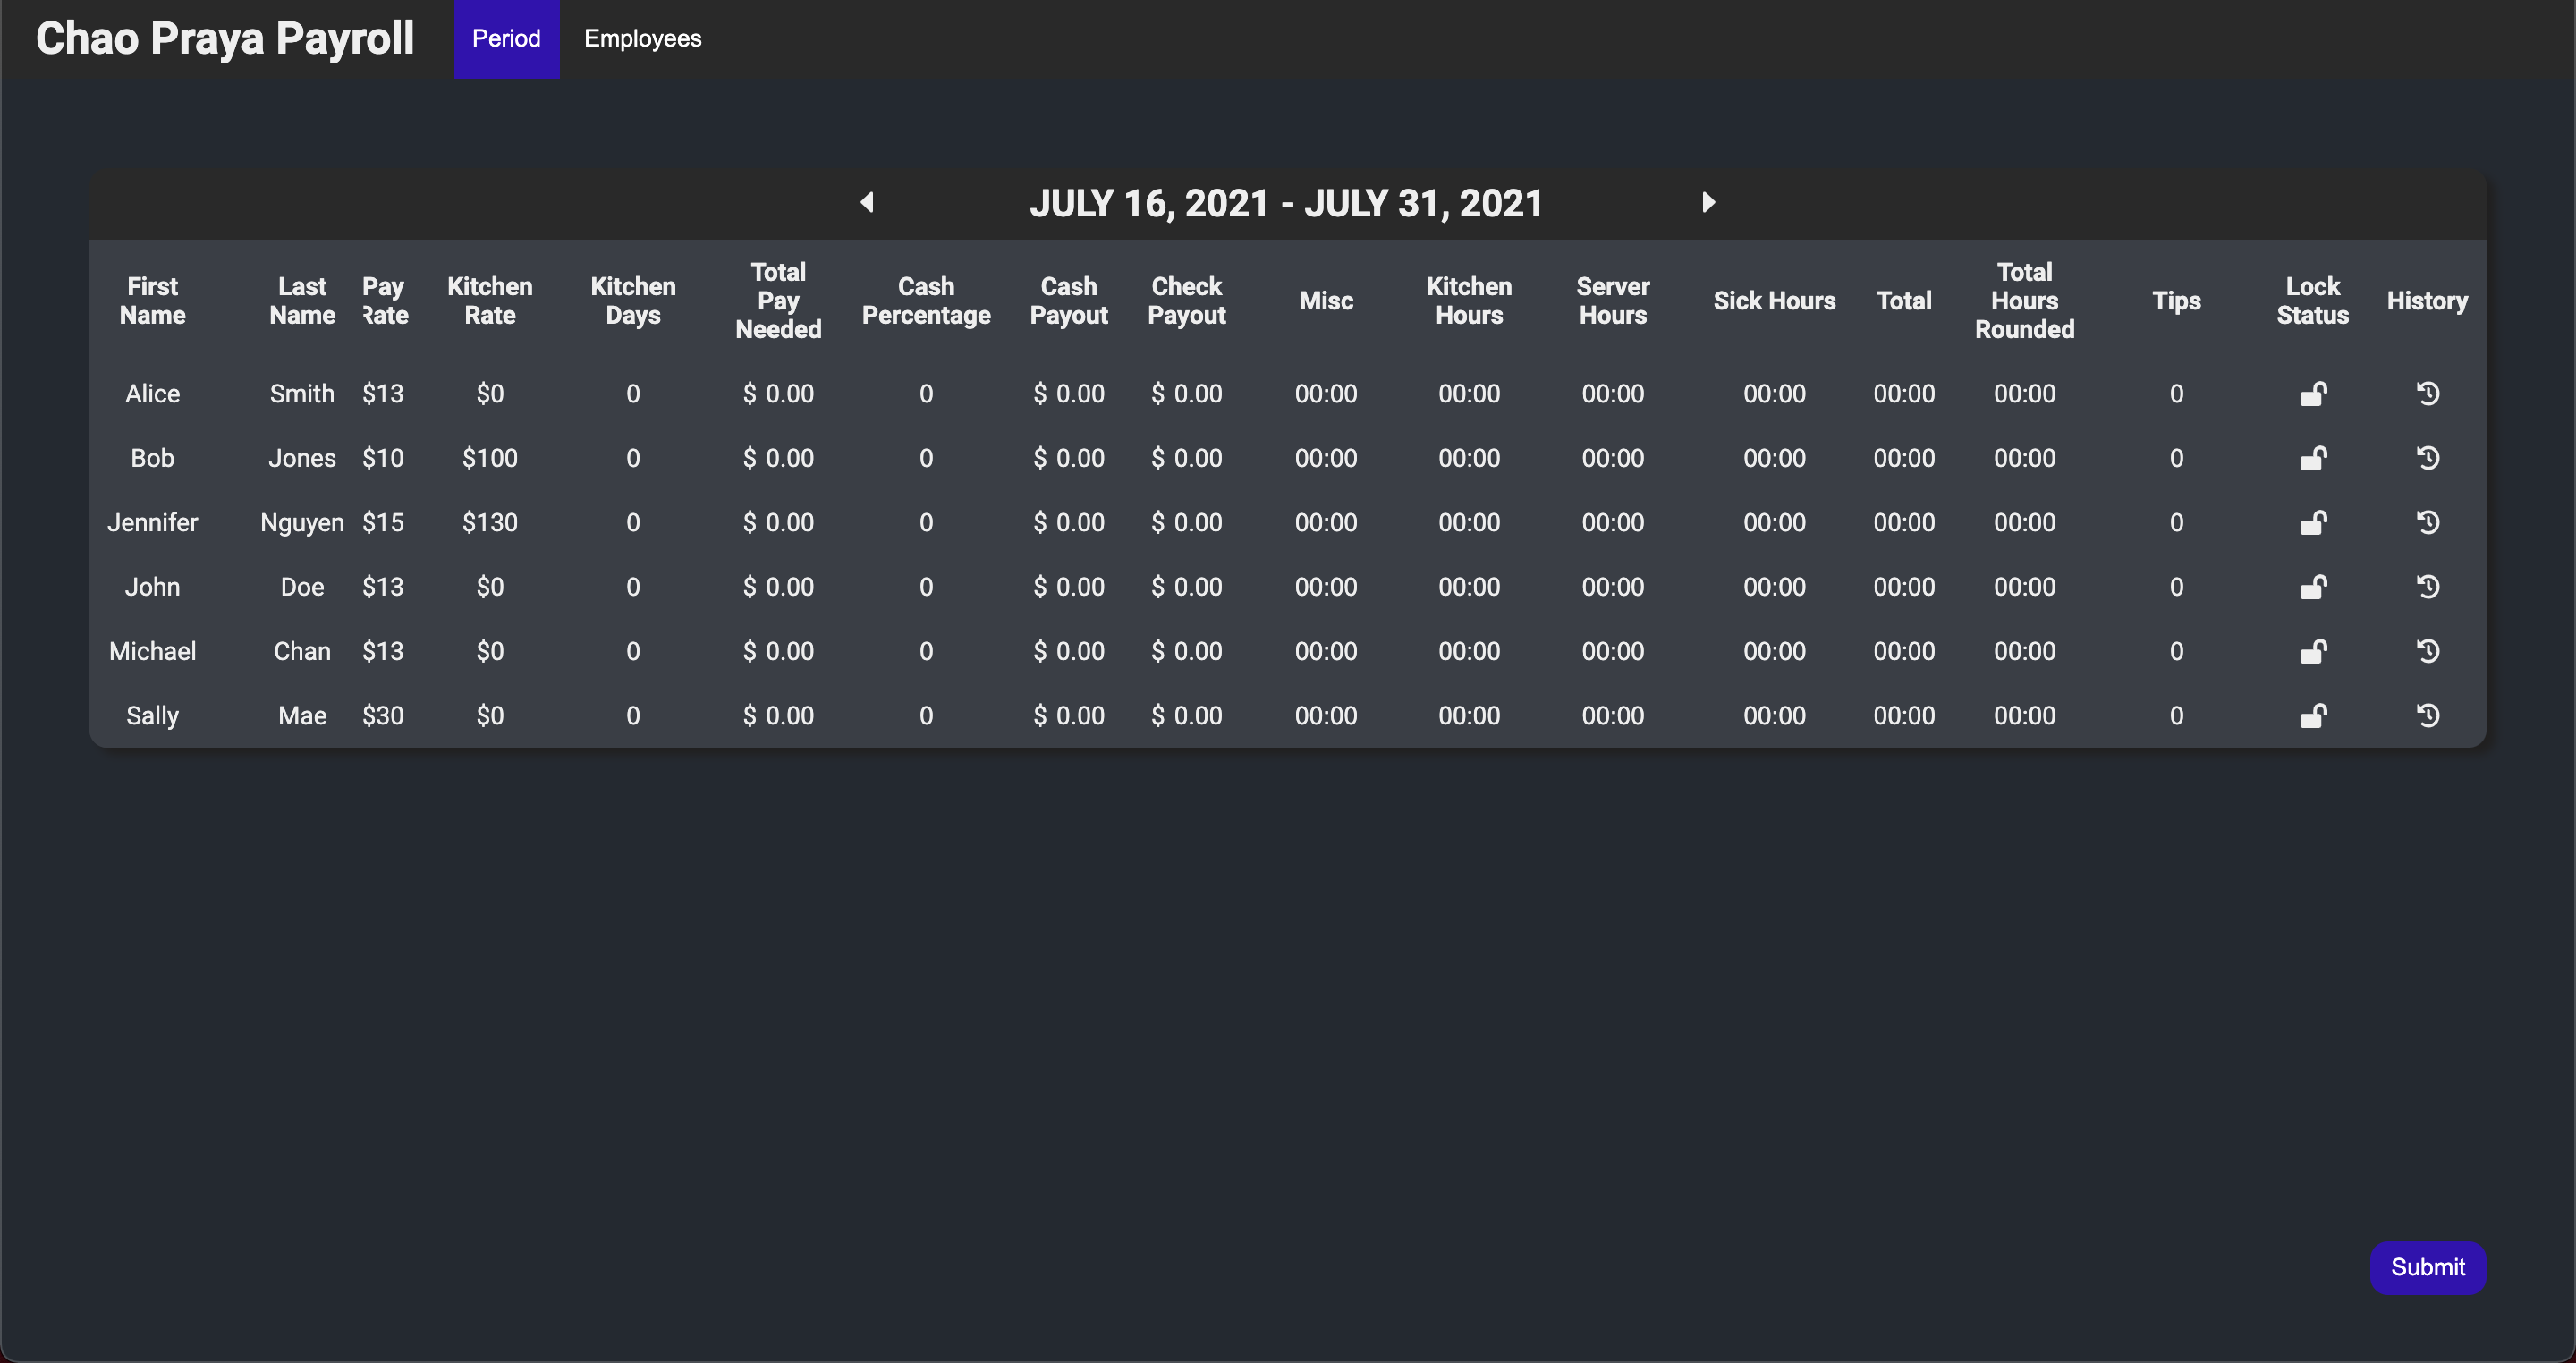 Chao Praya Payroll Period Employees
JULY 16, 2021 - JULY 31, 2021
First Name Last Name Pay Rate Kitchen Rate Kitchen Days Total Pay Needed Cash Percentage Cash Payout Check Payout Misc Kitchen Hours Server Hours Sick Hours Total Total Hours Rounded Tips Lock Status History
Alice Smith $13 $0 0 $ 0.00 0 $ 0.00 $ 0.00 00:00 00:00 00:00 00:00 00:00 00:00 0
Bob Jones $10 $100 0 $ 0.00 0 $ 0.00 $ 0.00 00:00 00:00 00:00 00:00 00:00 00:00 0
Jennifer Nguyen $15 $130 0 $ 0.00 0 $ 0.00 $ 0.00 00:00 00:00 00:00 00:00 00:00 00:00 0
John Doe $13 $0 0 $ 0.00 0 $ 0.00 $ 0.00 00:00 00:00 00:00 00:00 00:00 00:00 0
Michael Chan $13 $0 0 $ 0.00 0 $ 0.00 $ 0.00 00:00 00:00 00:00 00:00 00:00 00:00 0
Sally Mae $30 $0 0 $ 0.00 0 $ 0.00 $ 0.00 00:00 00:00 00:00 00:00 00:00 00:00 0
Submit